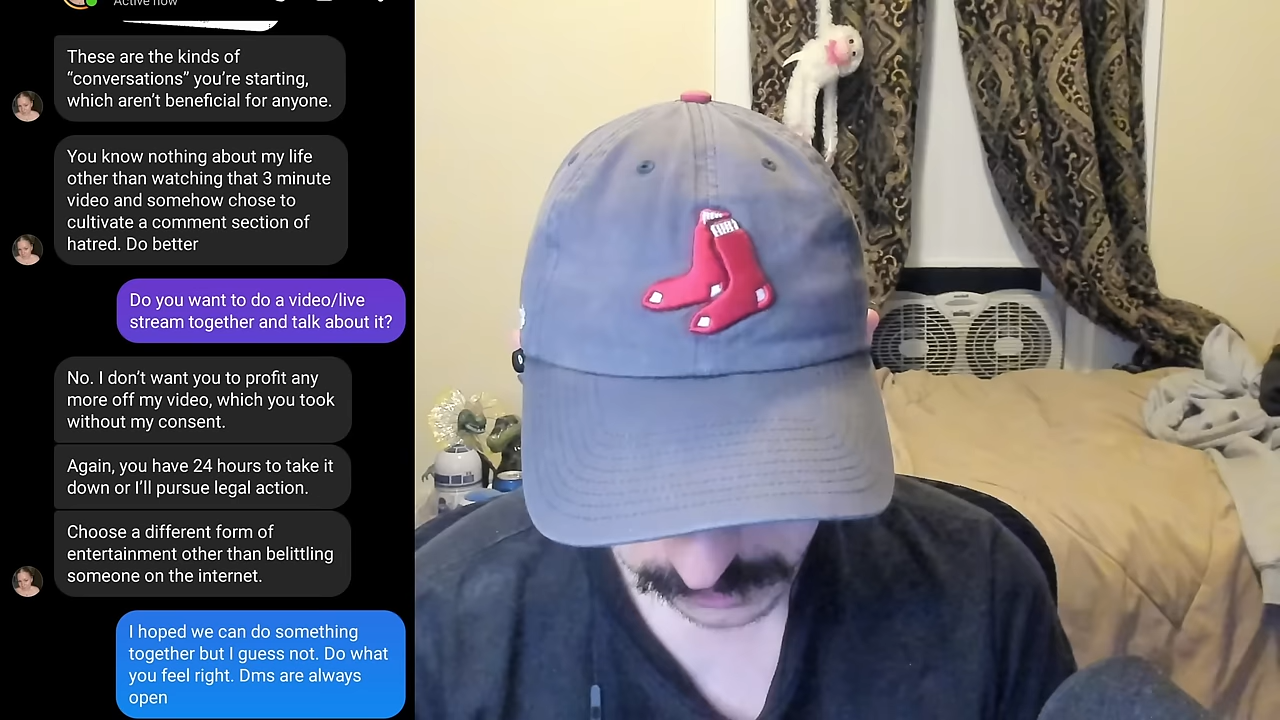 Active now
These are the kinds of
“conversations” you’re starting,
which aren’t beneficial for anyone.
You know nothing about my life
other than watching that 3 minute
video and somehow chose to
cultivate a comment section of
hatred. Do better
Do you want to do a video/live
stream together and talk about it?
No. I don’t want you to profit any
more off my video, which you took
without my consent.
Again, you have 24 hours to take it
down or I’ll pursue legal action.
Choose a different form of
entertainment other than belittling
someone on the internet.
I hoped we can do something
together but I guess not. Do what
you feel right. Dms are always
open